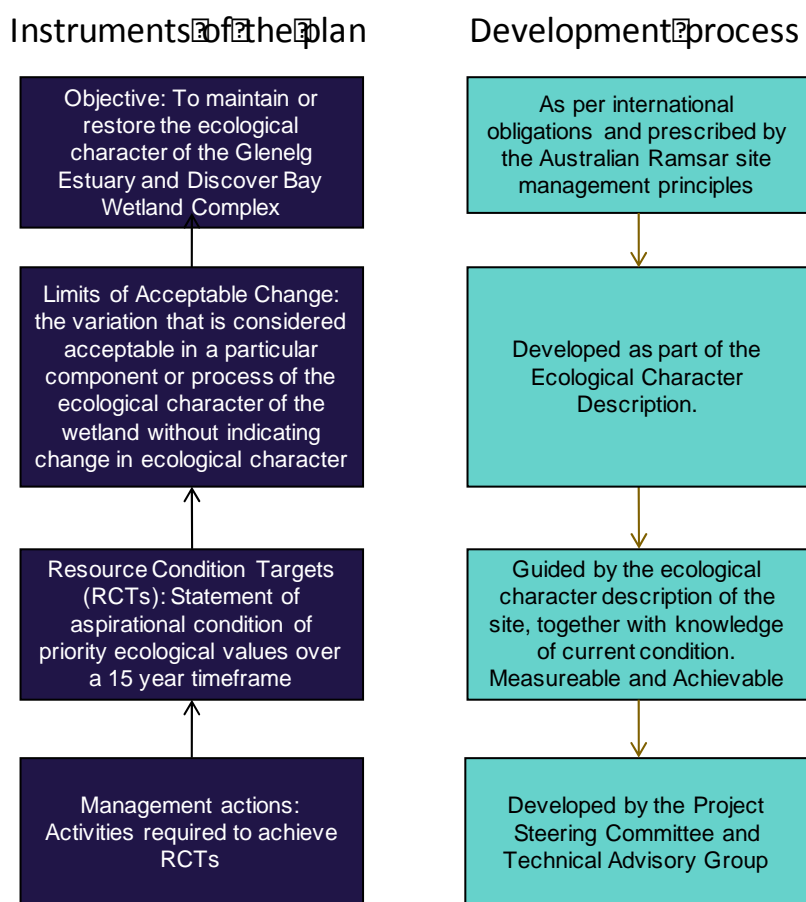 Instruments⍰of⍰the⍰plan
Objective: To maintain or
restore the ecological
character of the Glenelg
Estuary and Discover Bay
Wetland Complex
Limits of Acceptable Change:
the variation that is considered
acceptable in a particular
component or process of the
ecological character of the
wetland without indicating
change in ecological character
Resource Condition Targets
(RCTs): Statement of
aspirational condition of
priority ecological values over
a 15 year timeframe
Management actions:
Activities required to achieve
RCTs
Development⍰process
As per international
obligations and prescribed by
the Australian Ramsar site
management principles
Developed as part of the
Ecological Character
Description.
Guided by the ecological
character description of the
site, together with knowledge
of current condition.
Measureable and Achievable
Developed by the Project
Steering Committee and
Technical Advisory Group